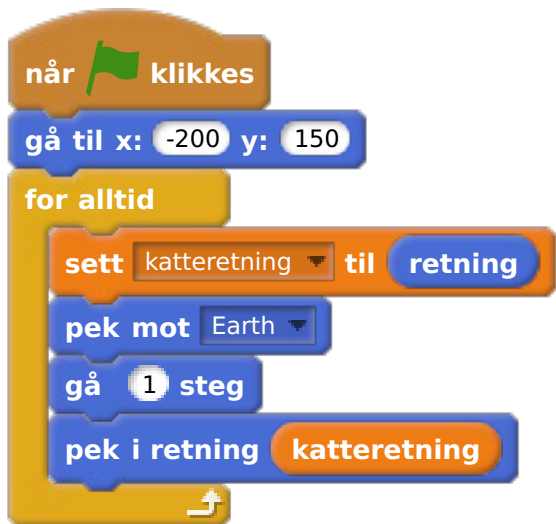 når klikkes
gå til x: -200 y: 150
for alltid
sett katteretning til retning
pek mot Earth
gå 1 steg
pek i retning katteretning